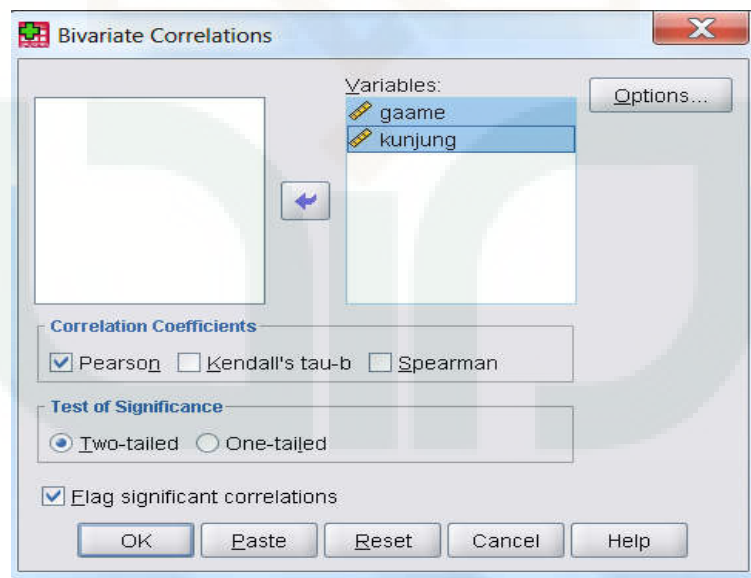 Bivariate Correlations
Variables:
gaame
kunjung
Options...
Correlation Coefficients
Pearson Kendall's tau-b Spearman
Test of Significance
Two-tailed One-tailed
Flag significant correlations
OK Paste Reset Cancel Help